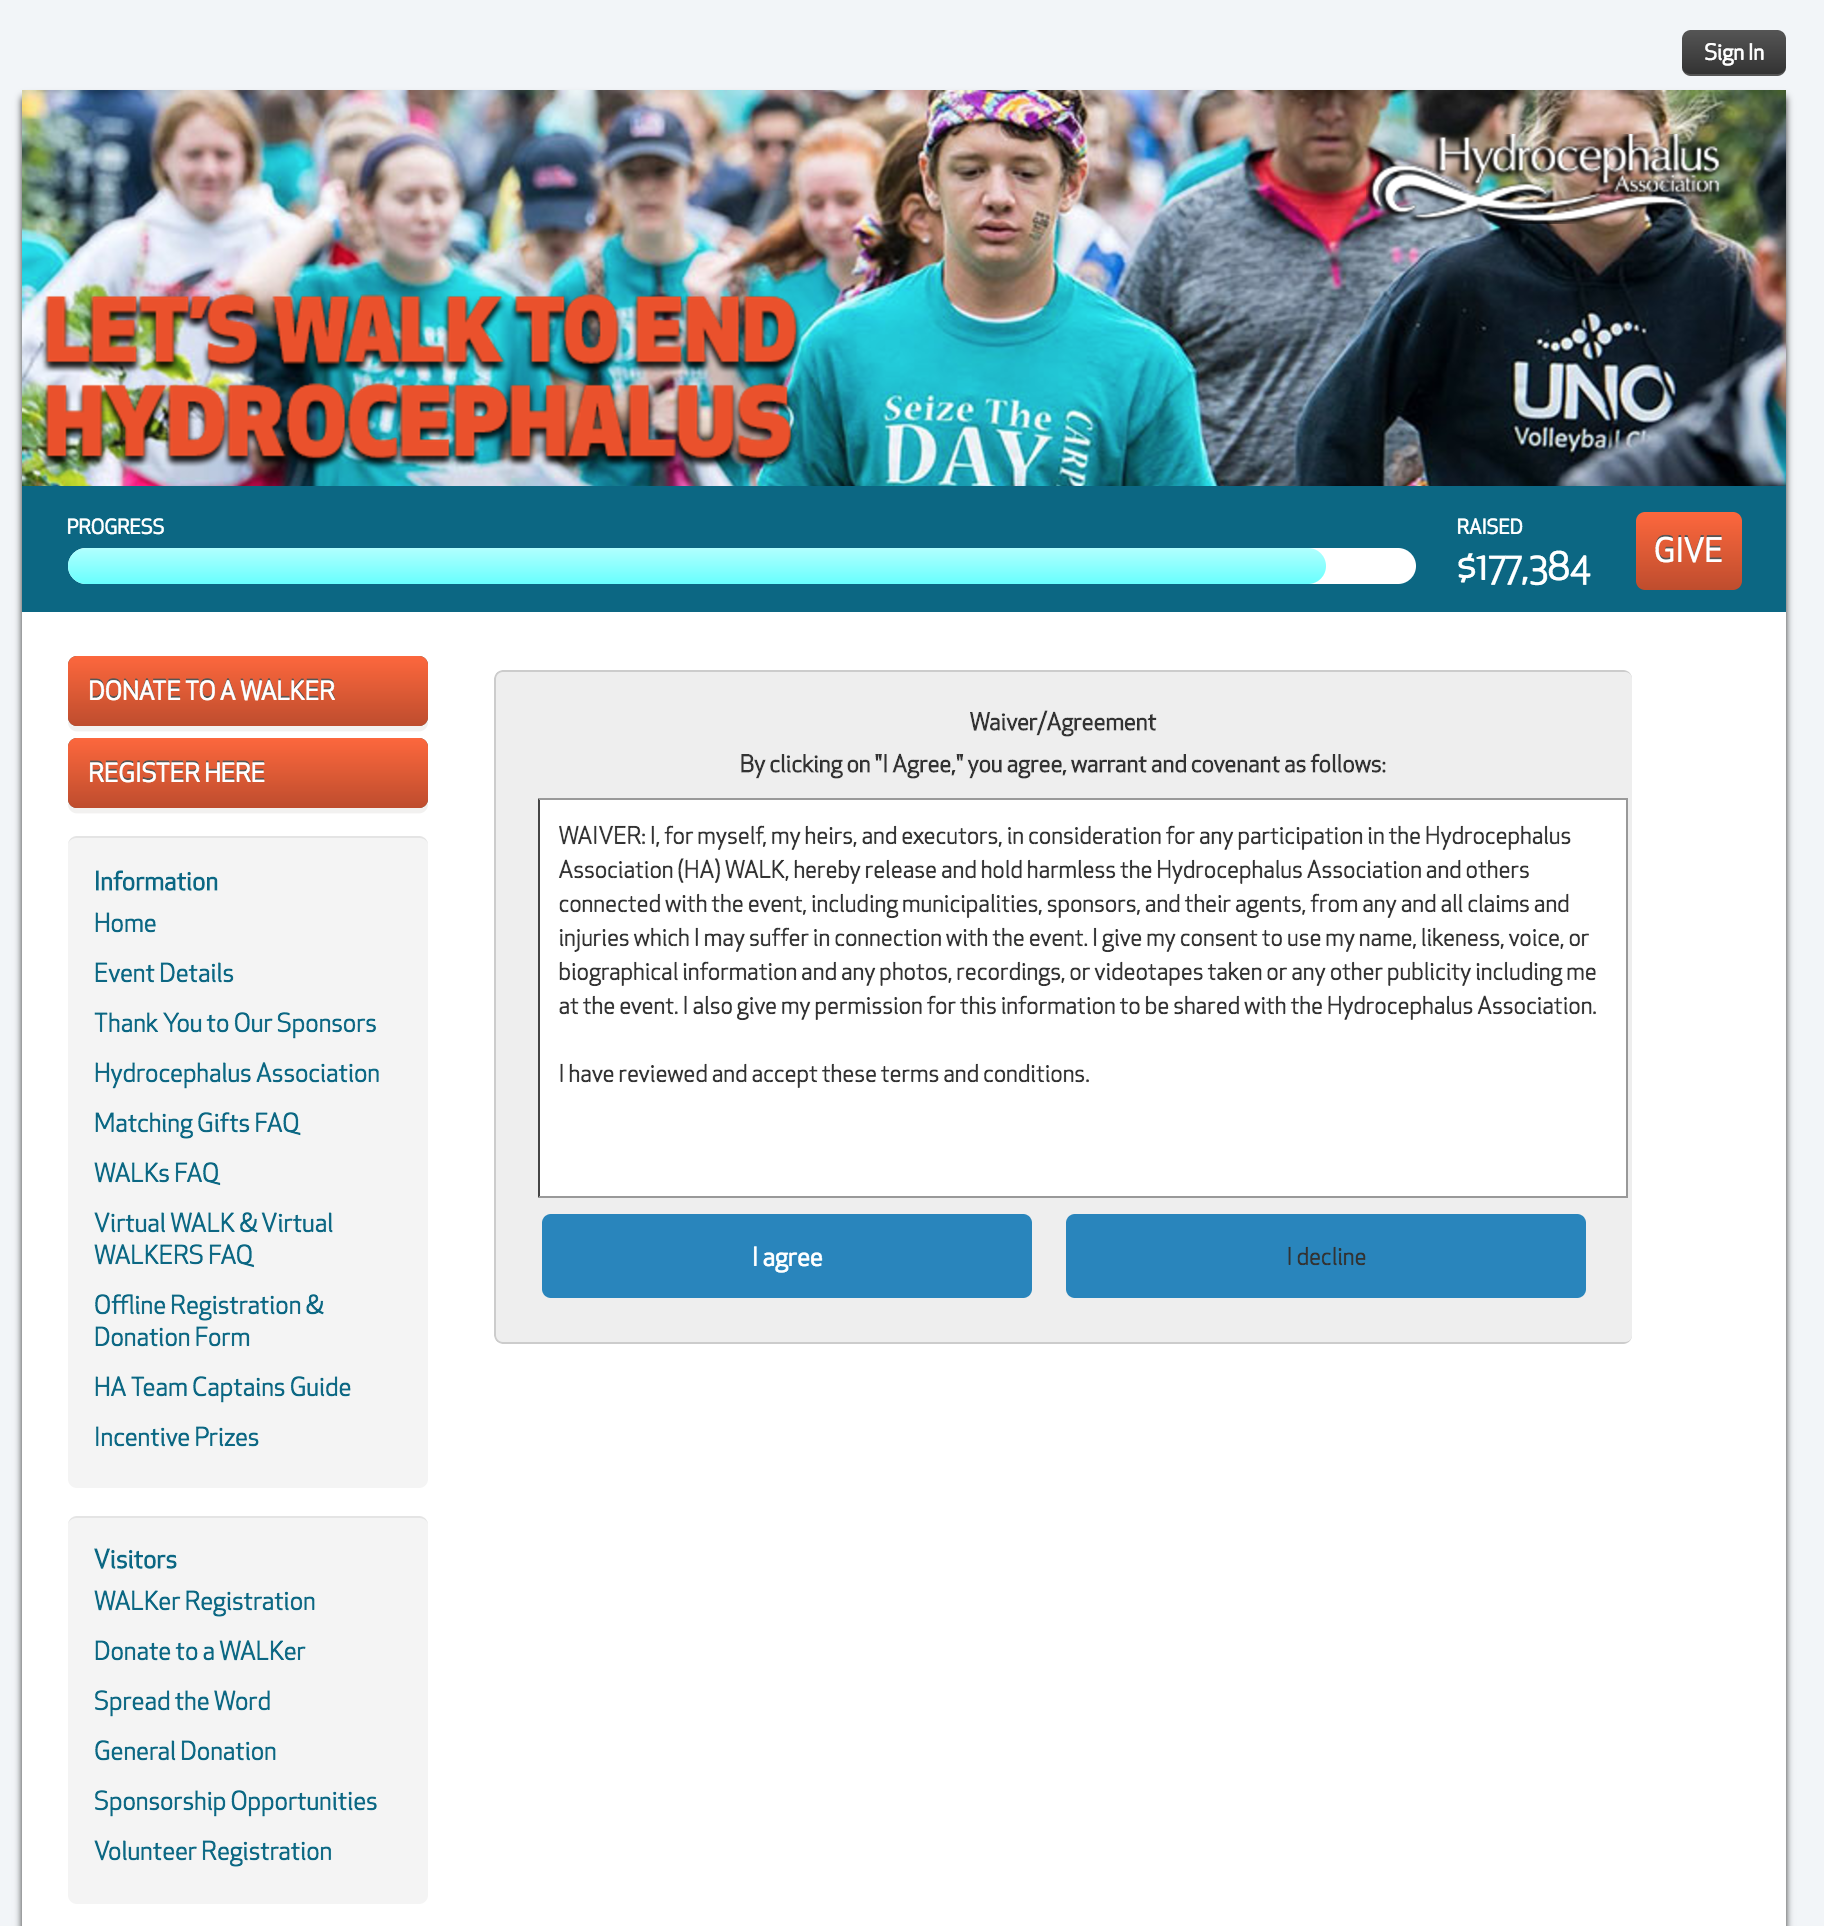 Sign In
Hydrocephalus
Association
LET'S WALK TO END
HYDROCEPHALUS
Seize The
DAY
CARP
UNO
Volleyball Cl
PROGRESS
RAISED
$177,384
GIVE
DONATE TO A WALKER
REGISTER HERE
Information
Home
Event Details
Thank You to Our Sponsors
Hydrocephalus Association
Matching Gifts FAQ
WALKs FAQ
Virtual WALK & Virtual
WALKERS FAQ
Offline Registration &
Donation Form
HA Team Captains Guide
Incentive Prizes
Visitors
WALKer Registration
Donate to a WALKer
Spread the Word
General Donation
Sponsorship Opportunities
Volunteer Registration
Waiver/Agreement
By clicking on "I Agree," you agree, warrant and covenant as follows:
WAIVER: I, for myself, my heirs, and executors, in consideration for any participation in the Hydrocephalus
Association (HA) WALK, hereby release and hold harmless the Hydrocephalus Association and others
connected with the event, including municipalities, sponsors, and their agents, from any and all claims and
injuries which I may suffer in connection with the event. I give my consent to use my name, likeness, voice, or
biographical information and any photos, recordings, or videotapes taken or any other publicity including me
at the event. I also give my permission for this information to be shared with the Hydrocephalus Association.
I have reviewed and accept these terms and conditions.
I agree
I decline